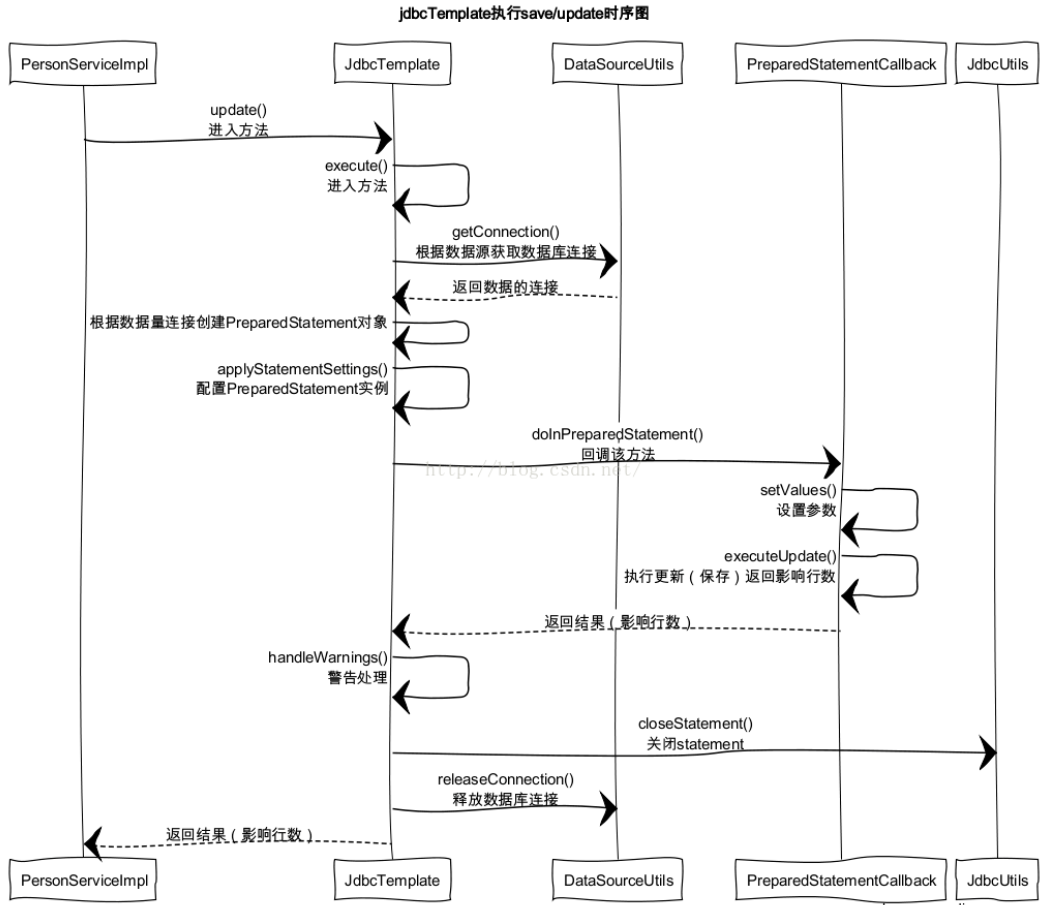 jdbcTemplate执行save/update时序图
PersonServiceImpl
JdbcTemplate
DataSourceUtils
PreparedStatementCallback
JdbcUtils
update()
进入方法
execute()
进入方法
getConnection()
根据数据源获取数据库连接
返回数据的连接
根据数据量连接创建PreparedStatement对象
applyStatementSettings()
配置PreparedStatement实例
doInPreparedStatement()
回调该方法
http://blog.csdn.net/
setValues()
设置参数
executeUpdate()
执行更新（保存）返回影响行数
返回结果（影响行数）
handleWarnings()
警告处理
closeStatement()
关闭statement
releaseConnection()
释放数据库连接
返回结果（影响行数）
PersonServiceImpl
JdbcTemplate
DataSourceUtils
PreparedStatementCallback
JdbcUtils